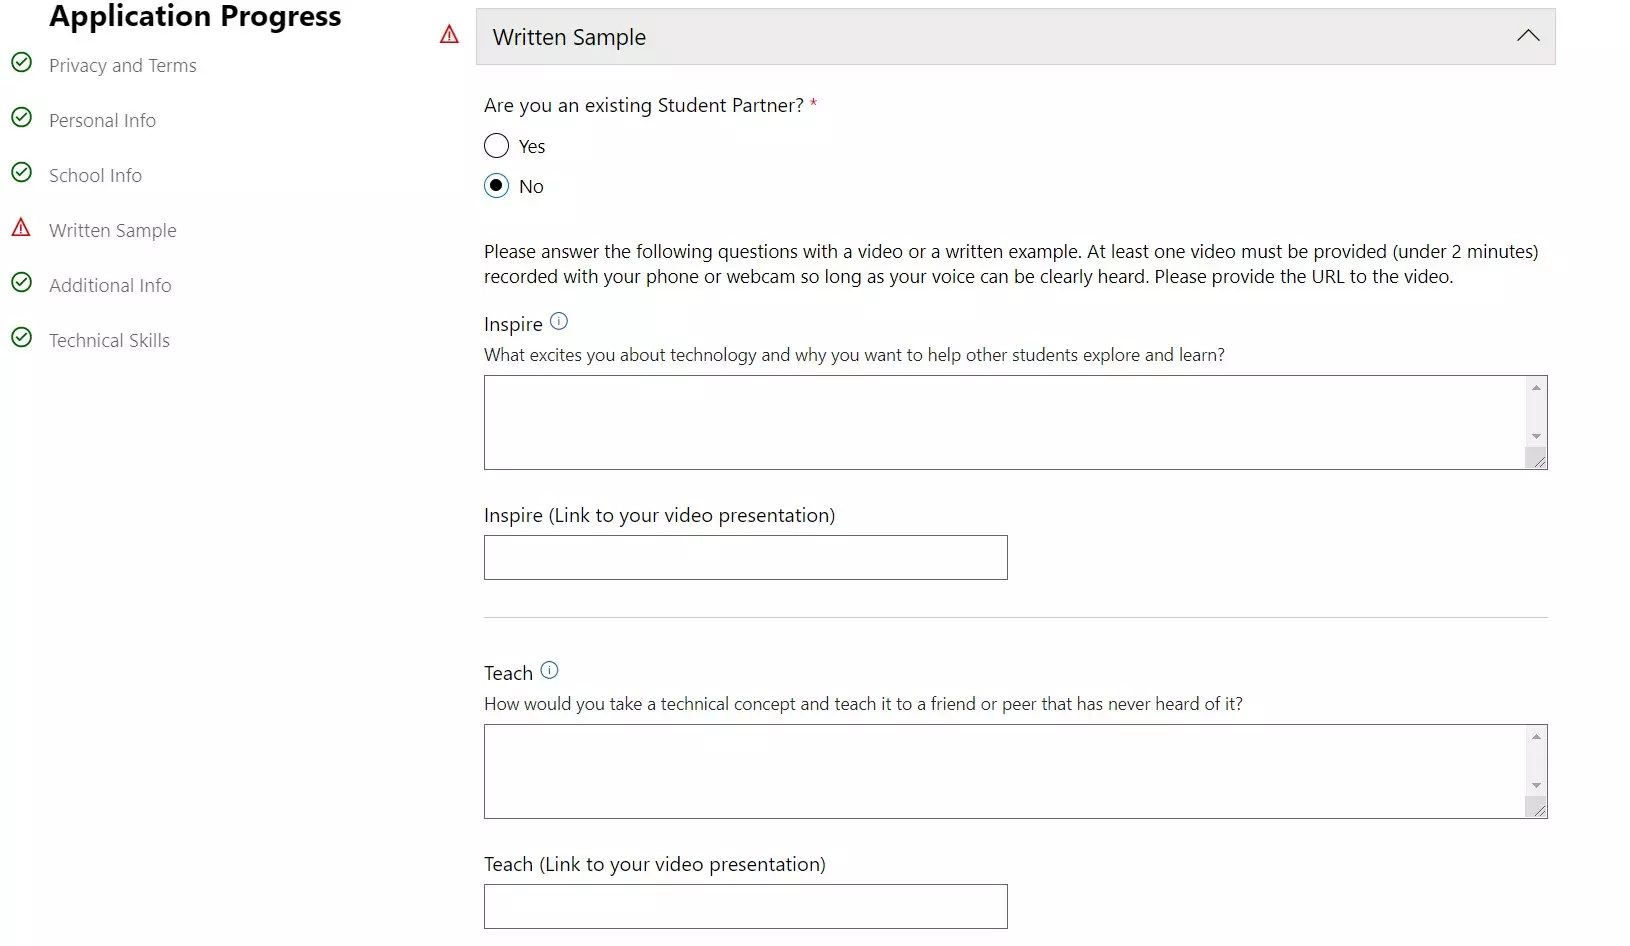 Application Progress
Privacy and Terms
Personal Info
School Info
Written Sample
Additional Info
Technical Skills
Written Sample
Are you an existing Student Partner? *
Yes
No
Please answer the following questions with a video or a written example. At least one video must be provided (under 2 minutes)
recorded with your phone or webcam so long as your voice can be clearly heard. Please provide the URL to the video.
Inspire
What excites you about technology and why you want to help other students explore and learn?
Inspire (Link to your video presentation)
Teach
How would you take a technical concept and teach it to a friend or peer that has never heard of it?
Teach (Link to your video presentation)